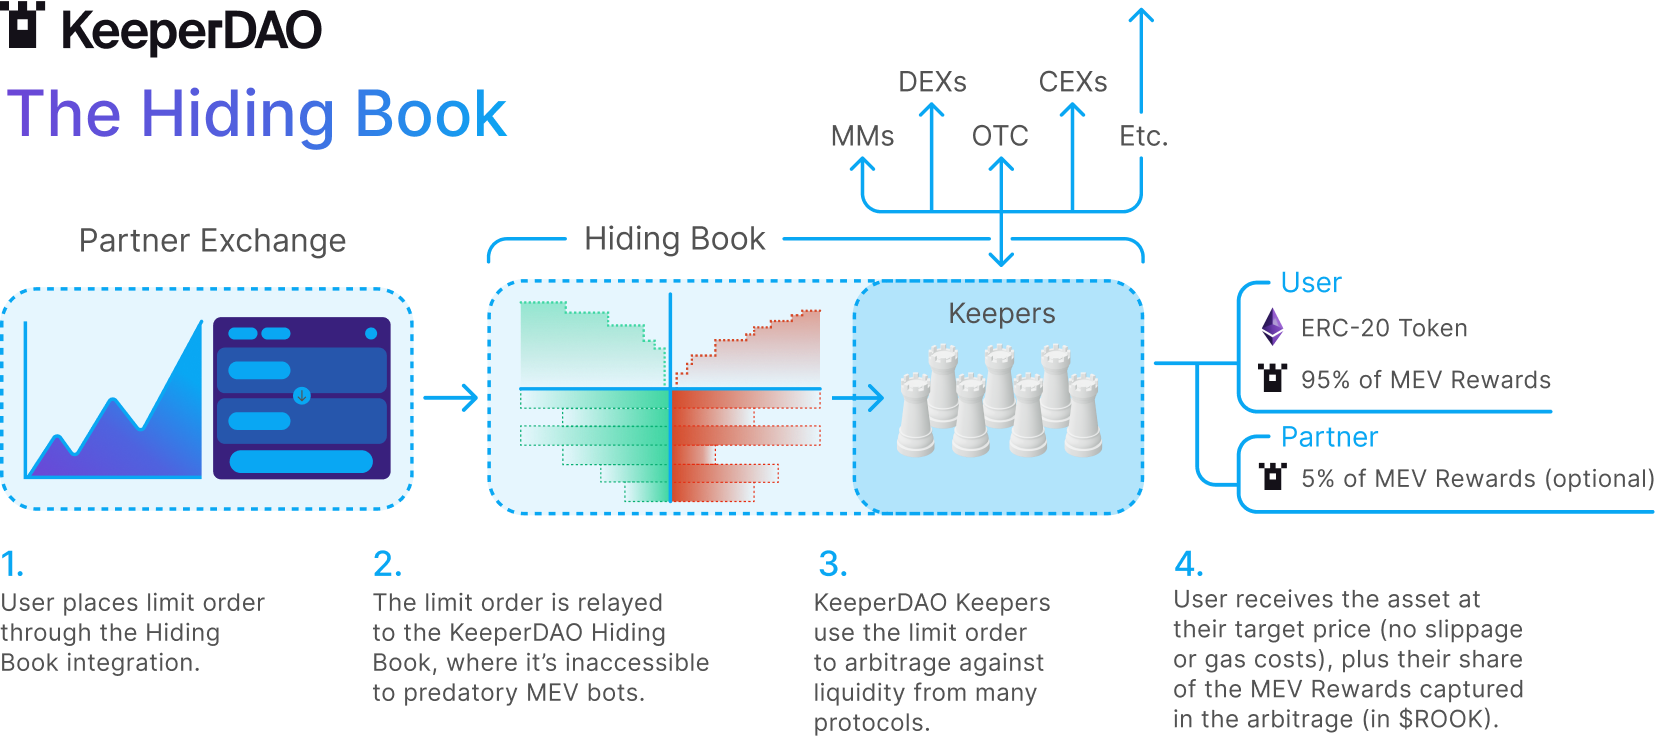 KeeperDAO
The Hiding Book
DEXs
CEXs
MMs
OTC
Etc.
Partner Exchange
Hiding Book
Keepers
User
ERC-20 Token
95% of MEV Rewards
Partner
5% of MEV Rewards (optional)
1.
User places limit order
through the Hiding
Book integration.
2.
The limit order is relayed
to the KeeperDAO Hiding
Book, where it’s inaccessible
to predatory MEV bots.
3.
KeeperDAO Keepers
use the limit order
to arbitrage against
liquidity from many
protocols.
4.
User receives the asset at
their target price (no slippage
or gas costs), plus their share
of the MEV Rewards captured
in the arbitrage (in $ROOK).